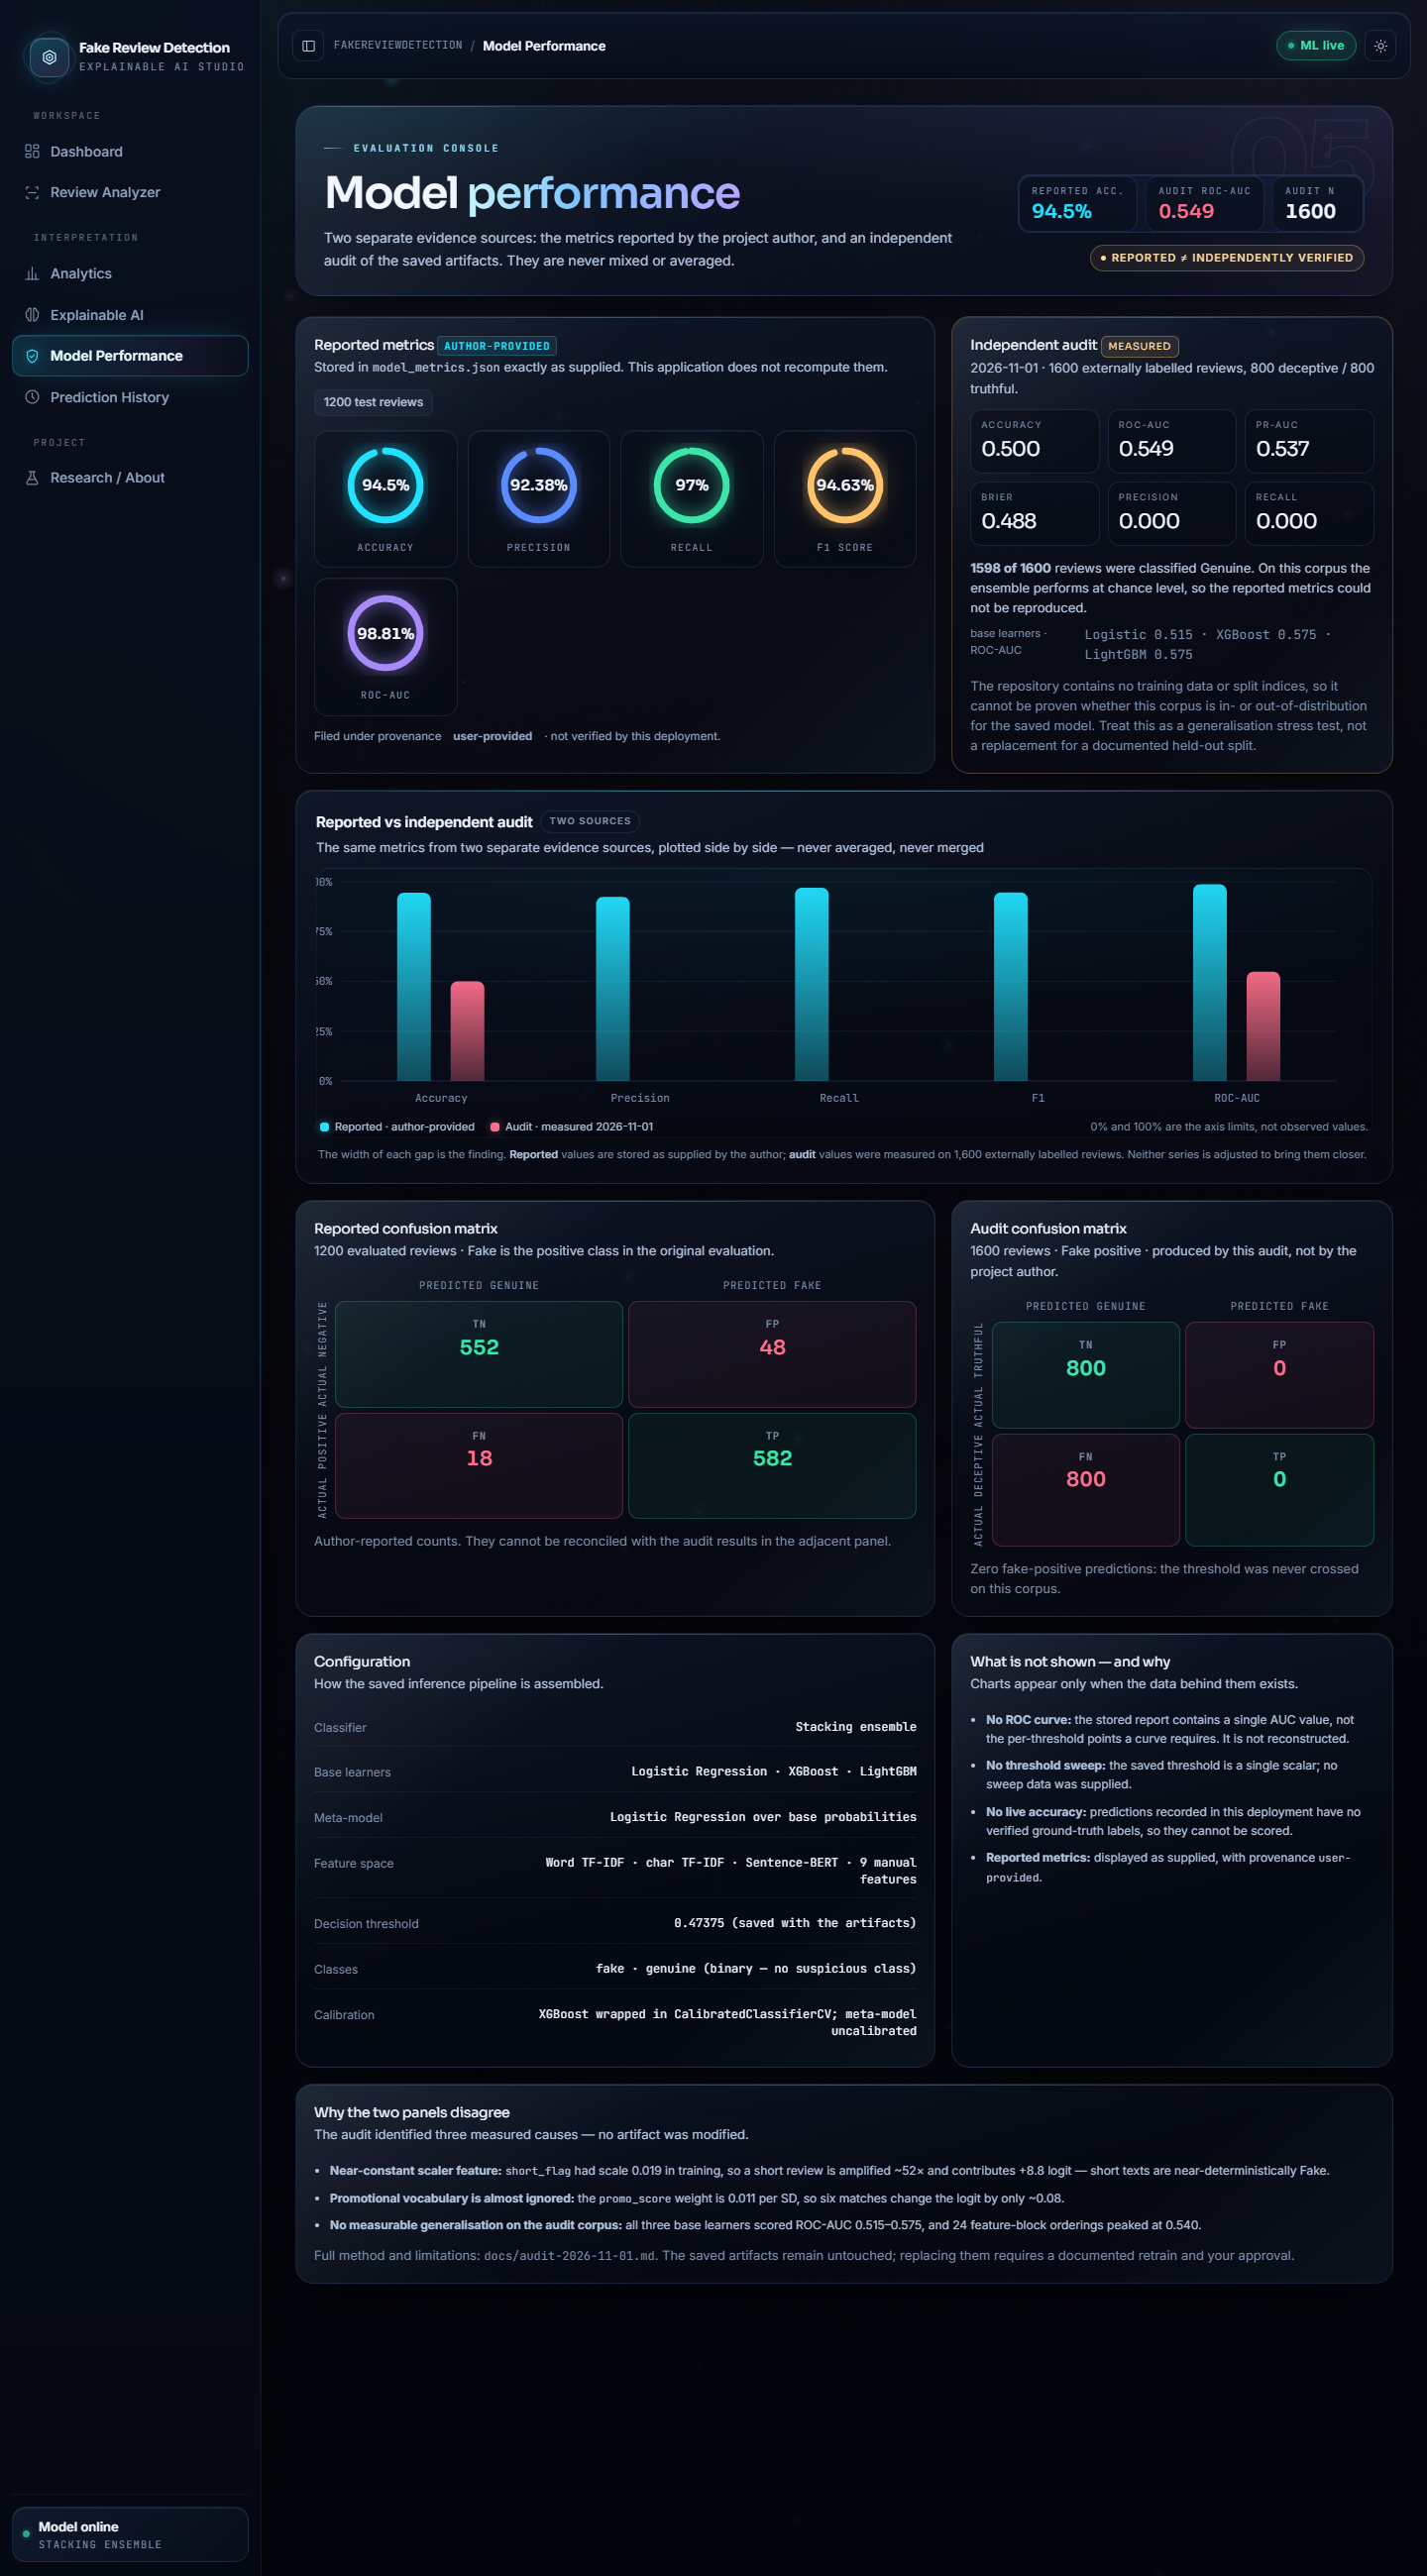 Fake Review Detection
EXPLAINABLE AI STUDIO
WORKSPACE
Dashboard
Review Analyzer
INTERPRETATION
Analytics
Explainable AI
Model Performance
Prediction History
PROJECT
Research / About
Model online
STACKING ENSEMBLE
FAKEREVIEWDETECTION / Model Performance
ML live
05
EVALUATION CONSOLE
Model performance
Two separate evidence sources: the metrics reported by the project author, and an independent
audit of the saved artifacts. They are never mixed or averaged.
REPORTED ACC.
94.5%
AUDIT ROC-AUC
0.549
AUDIT N
1600
REPORTED ≠ INDEPENDENTLY VERIFIED
Reported metrics AUTHOR-PROVIDED
Stored in model_metrics.json exactly as supplied. This application does not recompute them.
1200 test reviews
94.5%
ACCURACY
92.38%
PRECISION
97%
RECALL
94.63%
F1 SCORE
98.81%
ROC-AUC
Filed under provenance user-provided · not verified by this deployment.
Independent audit MEASURED
2026-11-01 · 1600 externally labelled reviews, 800 deceptive / 800
truthful.
ACCURACY
0.500
ROC-AUC
0.549
PR-AUC
0.537
BRIER
0.488
PRECISION
0.000
RECALL
0.000
1598 of 1600 reviews were classified Genuine. On this corpus the
ensemble performs at chance level, so the reported metrics could
not be reproduced.
base learners ·
ROC-AUC
Logistic 0.515 · XGBoost 0.575 ·
LightGBM 0.575
The repository contains no training data or split indices, so it
cannot be proven whether this corpus is in- or out-of-distribution
for the saved model. Treat this as a generalisation stress test, not
a replacement for a documented held-out split.
Reported vs independent audit TWO SOURCES
The same metrics from two separate evidence sources, plotted side by side — never averaged, never merged
00%
75%
50%
25%
0%
Accuracy
Precision
Recall
F1
ROC-AUC
Reported · author-provided
Audit · measured 2026-11-01
0% and 100% are the axis limits, not observed values.
The width of each gap is the finding. Reported values are stored as supplied by the author; audit values were measured on 1,600 externally labelled reviews. Neither series is adjusted to bring them closer.
Reported confusion matrix
1200 evaluated reviews · Fake is the positive class in the original evaluation.
PREDICTED GENUINE
PREDICTED FAKE
ACTUAL NEGATIVE
TN
552
FP
48
ACTUAL POSITIVE
FN
18
TP
582
Author-reported counts. They cannot be reconciled with the audit results in the adjacent panel.
Audit confusion matrix
1600 reviews · Fake positive · produced by this audit, not by the
project author.
PREDICTED GENUINE
PREDICTED FAKE
ACTUAL TRUTHFUL
TN
800
FP
0
ACTUAL DECEPTIVE
FN
800
TP
0
Zero fake-positive predictions: the threshold was never crossed
on this corpus.
Configuration
How the saved inference pipeline is assembled.
Classifier
Stacking ensemble
Base learners
Logistic Regression · XGBoost · LightGBM
Meta-model
Logistic Regression over base probabilities
Feature space
Word TF-IDF · char TF-IDF · Sentence-BERT · 9 manual
features
Decision threshold
0.47375 (saved with the artifacts)
Classes
fake · genuine (binary — no suspicious class)
Calibration
XGBoost wrapped in CalibratedClassifierCV; meta-model
uncalibrated
What is not shown — and why
Charts appear only when the data behind them exists.
• No ROC curve: the stored report contains a single AUC value, not
the per-threshold points a curve requires. It is not reconstructed.
• No threshold sweep: the saved threshold is a single scalar; no
sweep data was supplied.
• No live accuracy: predictions recorded in this deployment have no
verified ground-truth labels, so they cannot be scored.
• Reported metrics: displayed as supplied, with provenance user-
provided.
Why the two panels disagree
The audit identified three measured causes — no artifact was modified.
• Near-constant scaler feature: short_flag had scale 0.019 in training, so a short review is amplified ~52× and contributes +8.8 logit — short texts are near-deterministically Fake.
• Promotional vocabulary is almost ignored: the promo_score weight is 0.011 per SD, so six matches change the logit by only ~0.08.
• No measurable generalisation on the audit corpus: all three base learners scored ROC-AUC 0.515–0.575, and 24 feature-block orderings peaked at 0.540.
Full method and limitations: docs/audit-2026-11-01.md. The saved artifacts remain untouched; replacing them requires a documented retrain and your approval.